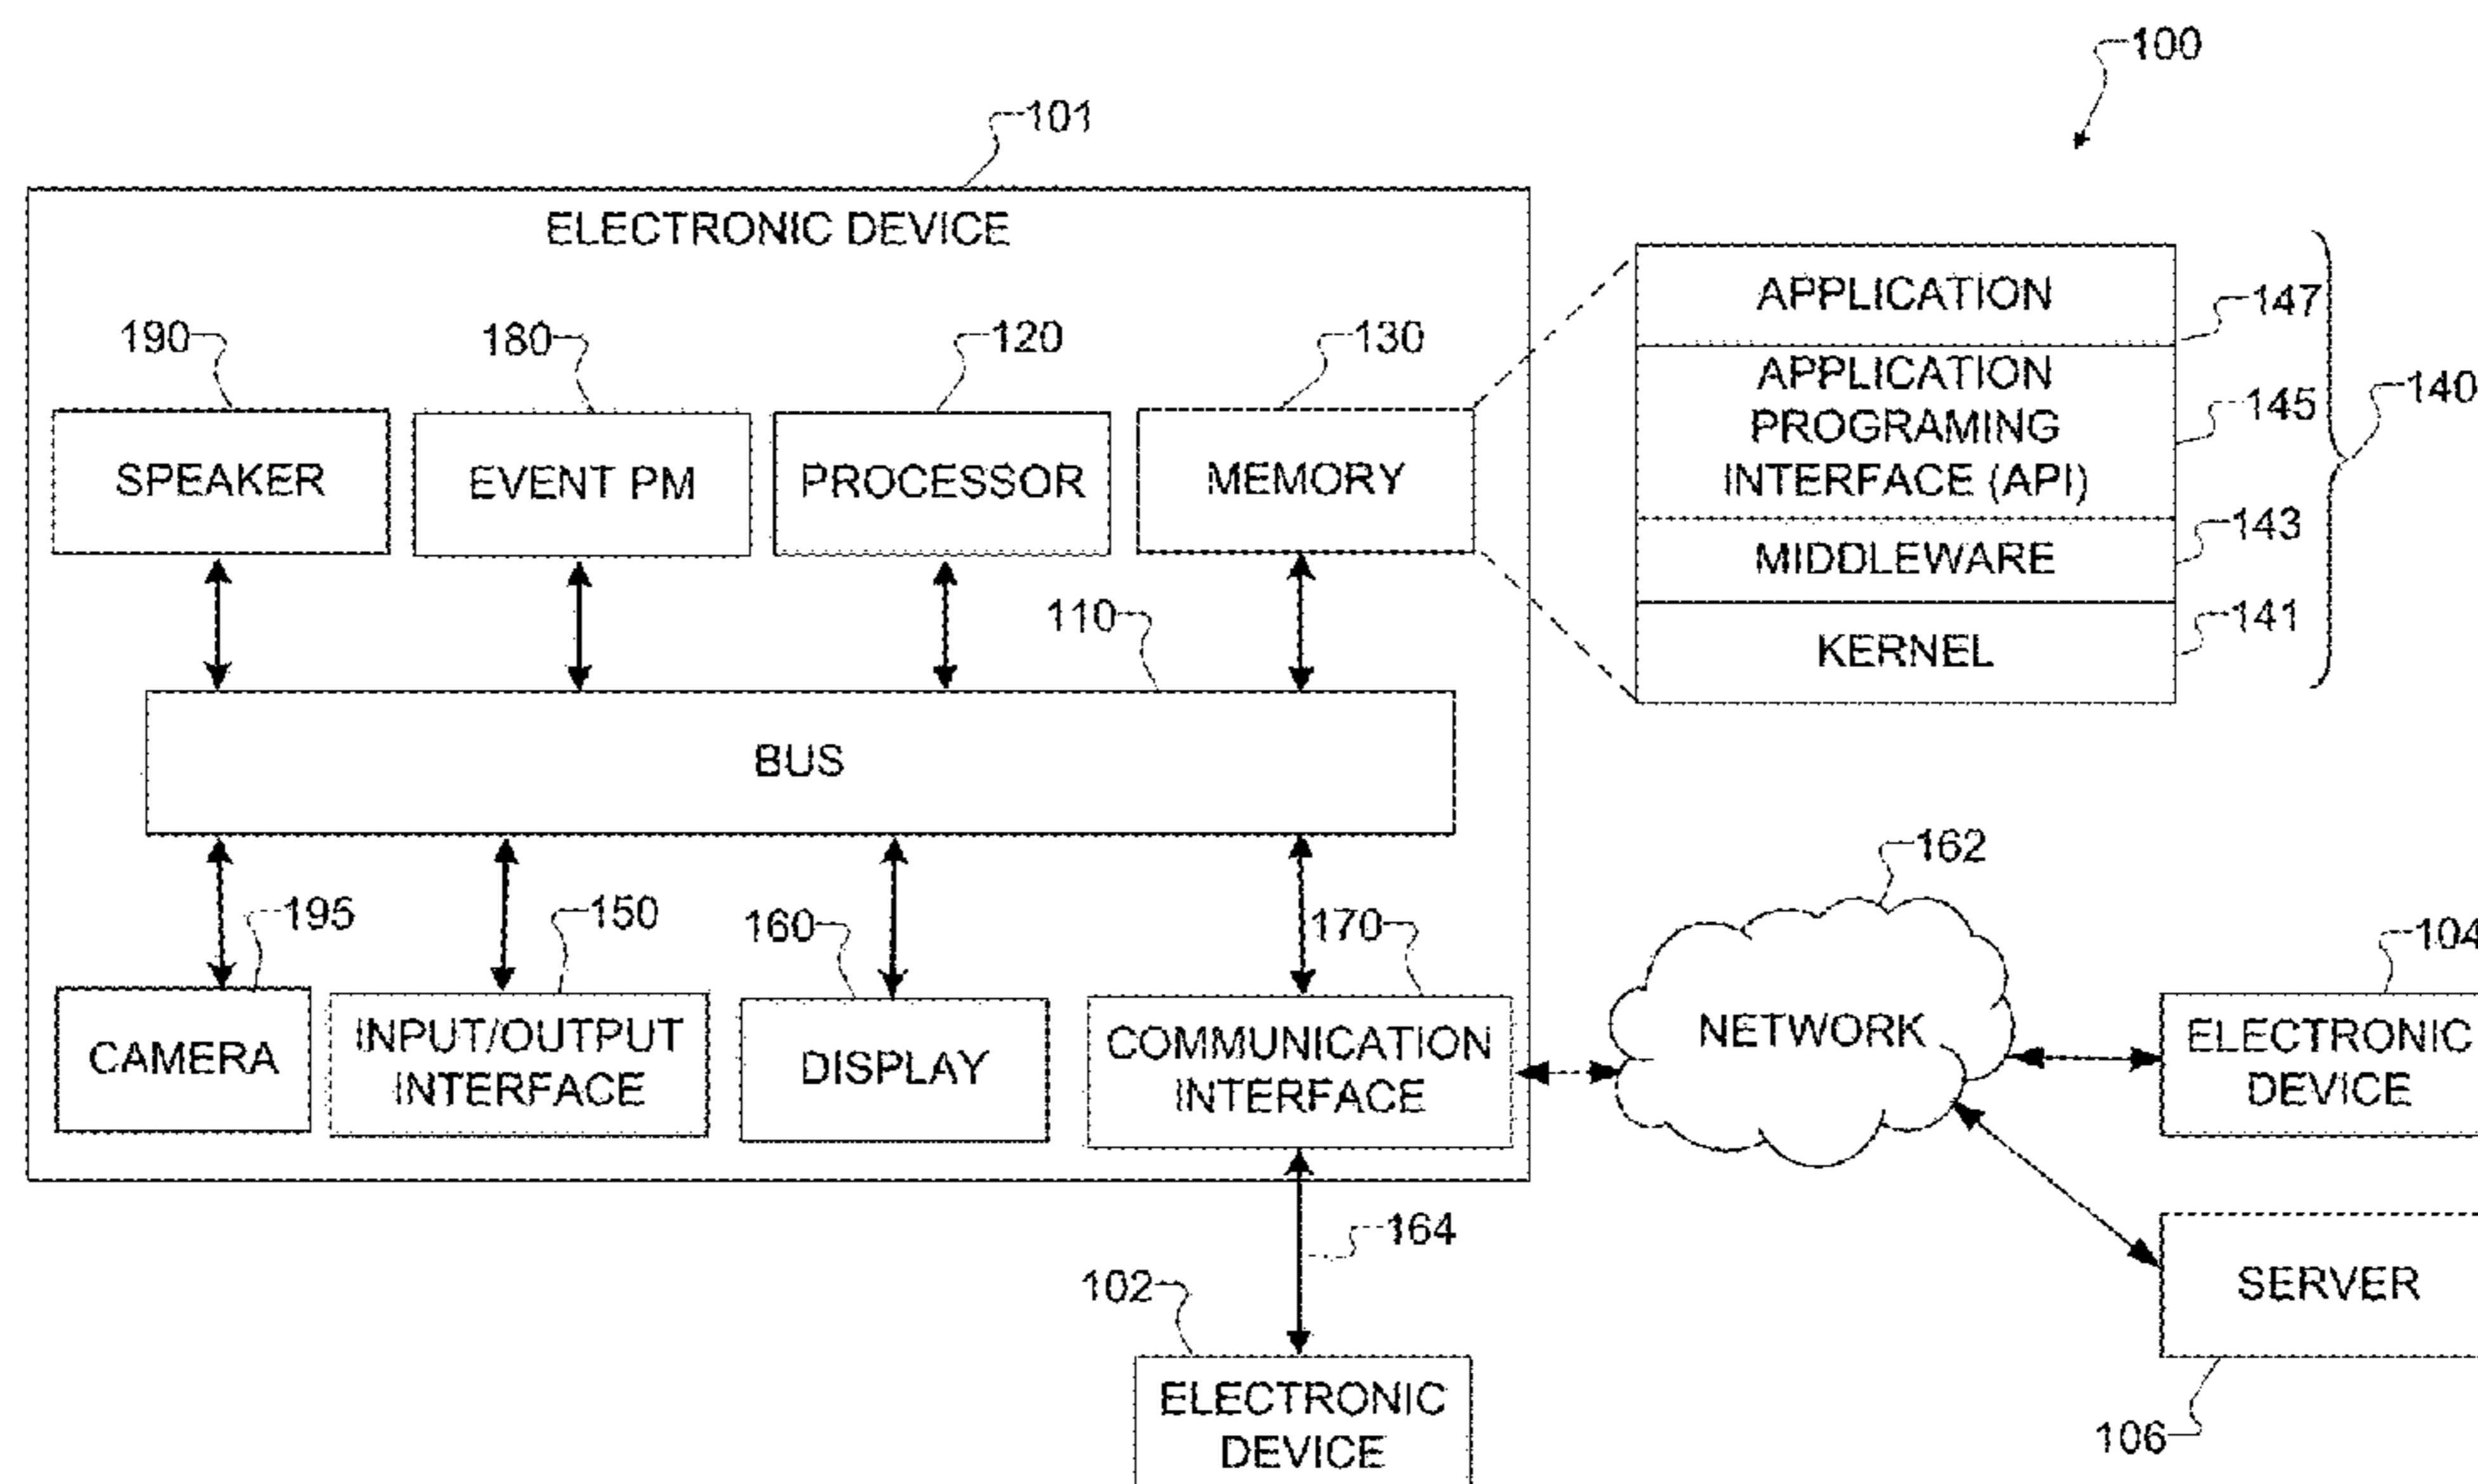 100
101
ELECTRONIC DEVICE
190
180
120
130
SPEAKER
EVENT PM
PROCESSOR
MEMORY
APPLICATION
147
APPLICATION
PROGRAMING
INTERFACE (API)
145
140
MIDDLEWARE
143
KERNEL
141
110
BUS
195
150
160
170
CAMERA
INPUT/OUTPUT
INTERFACE
DISPLAY
COMMUNICATION
INTERFACE
162
NETWORK
104
ELECTRONIC
DEVICE
164
102
ELECTRONIC
DEVICE
SERVER
106